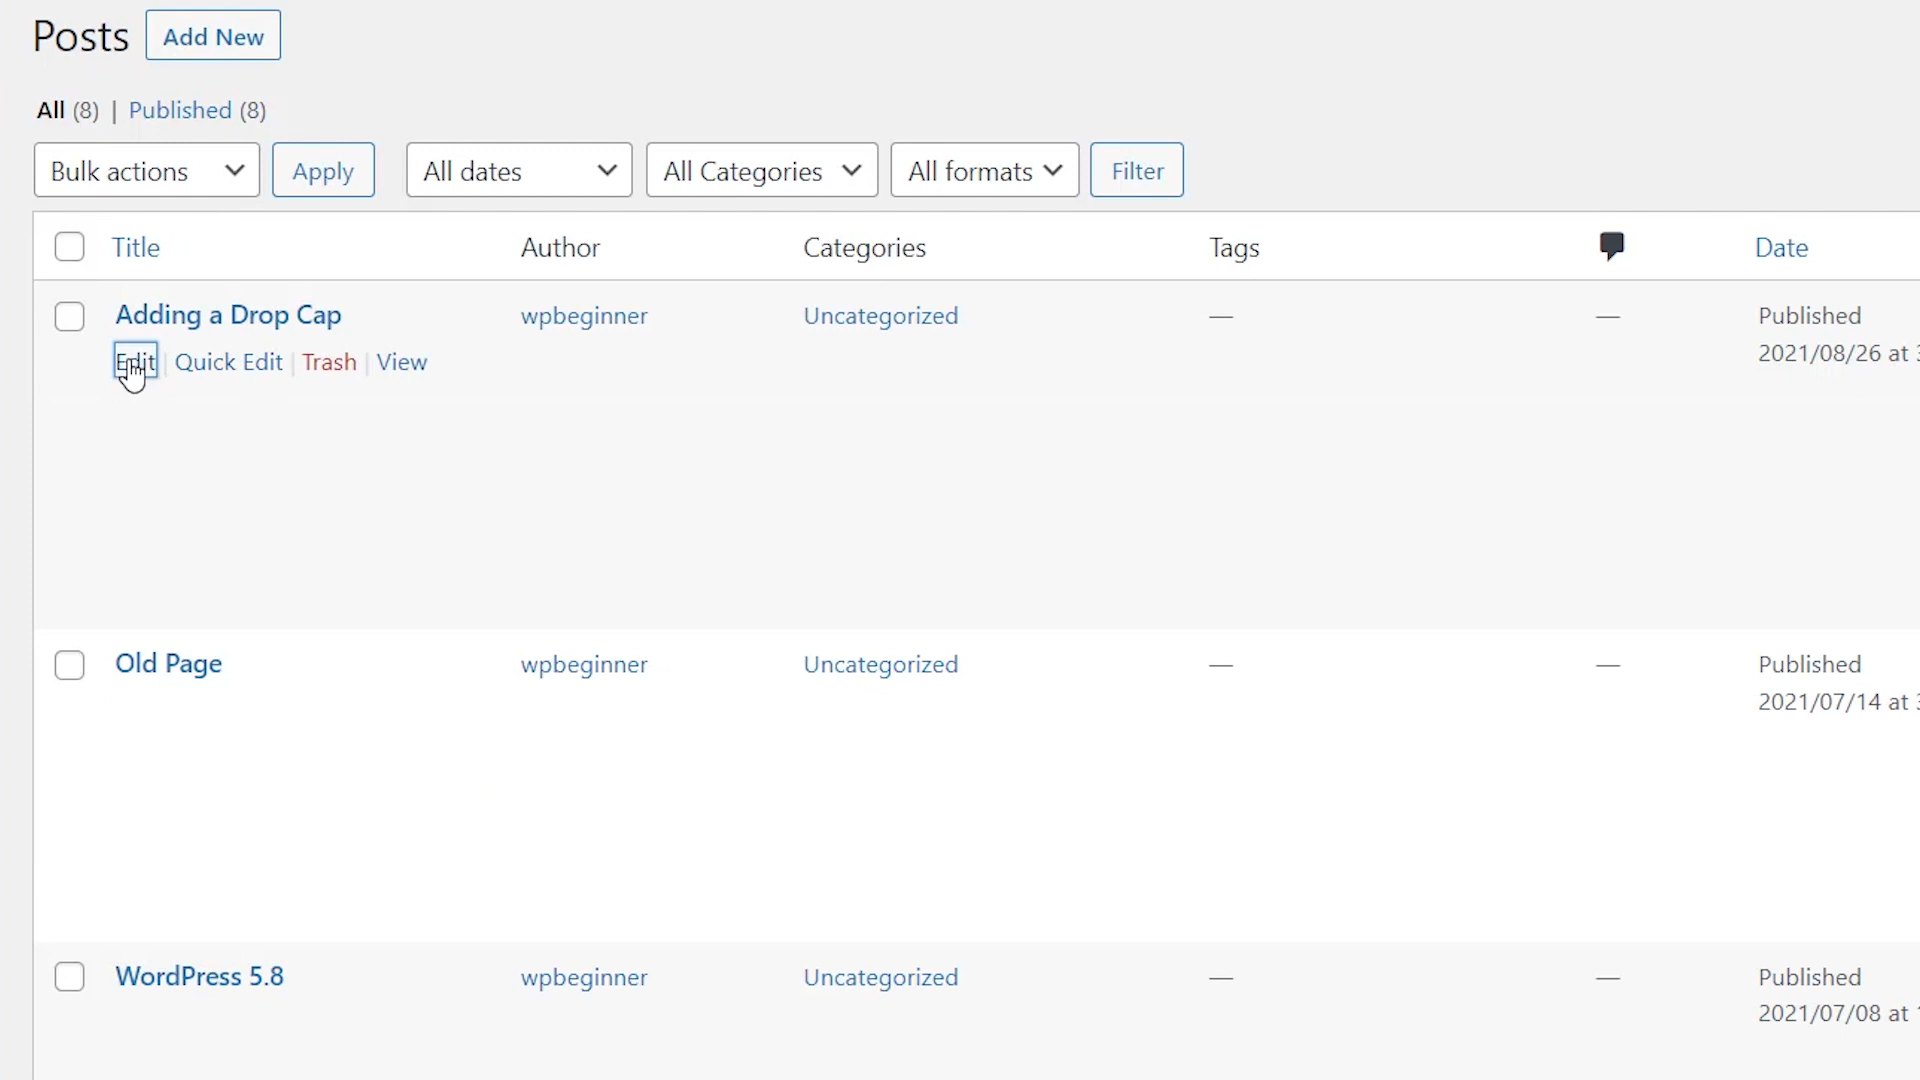 Posts Add New
All (8) | Published (8)
Bulk actions Apply All dates All Categories All formats Filter
Title Author Categories Tags Date
Adding a Drop Cap wpbeginner Uncategorized — — Published
Edit | Quick Edit | Trash | View 2021/08/26 at
Old Page wpbeginner Uncategorized — — Published
2021/07/14 at
WordPress 5.8 wpbeginner Uncategorized — — Published
2021/07/08 at